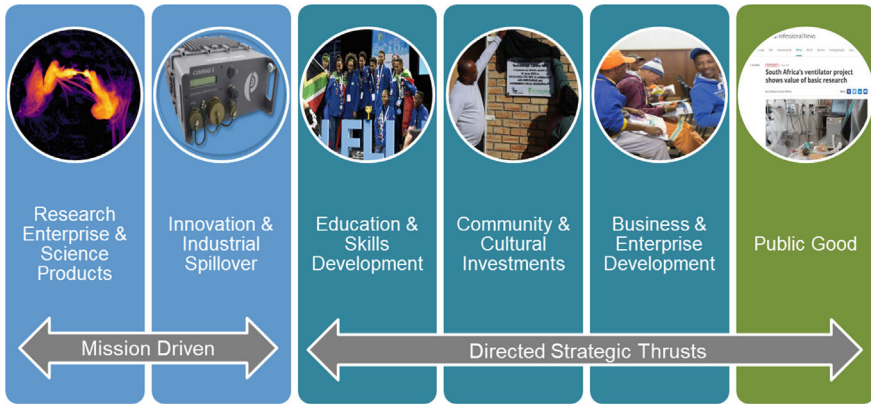 rofessionalNews
South Africa's ventilator project
shows value of basic research
Research
Enterprise &
Science
Products
Innovation &
Industrial
Spillover
Education &
Skills
Development
Community &
Cultural
Investments
Business &
Enterprise
Development
Public Good
Mission Driven
Directed Strategic Thrusts